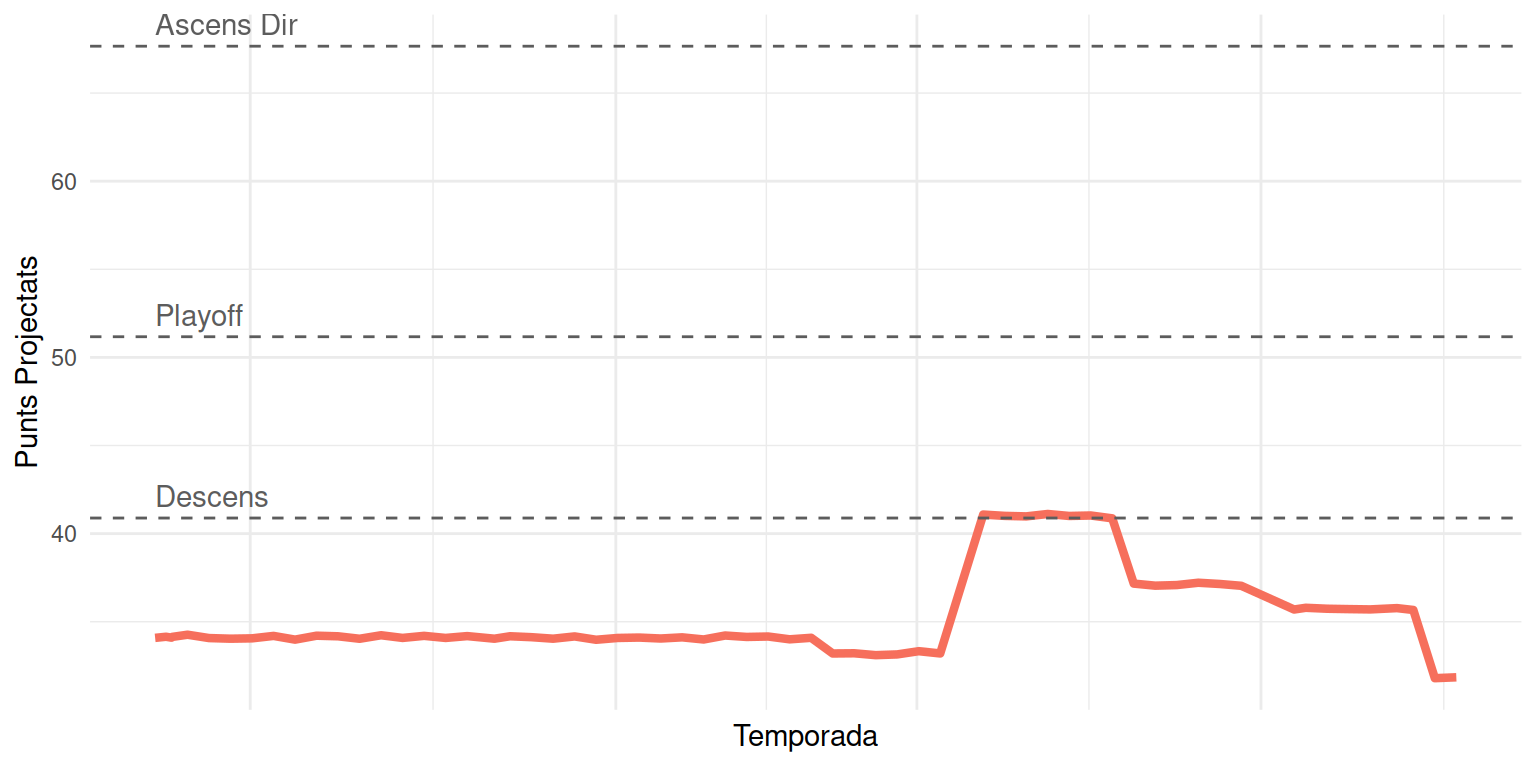 Ascens Dir
60
Playoff
50
Descens
40
Punts Projectats
Temporada